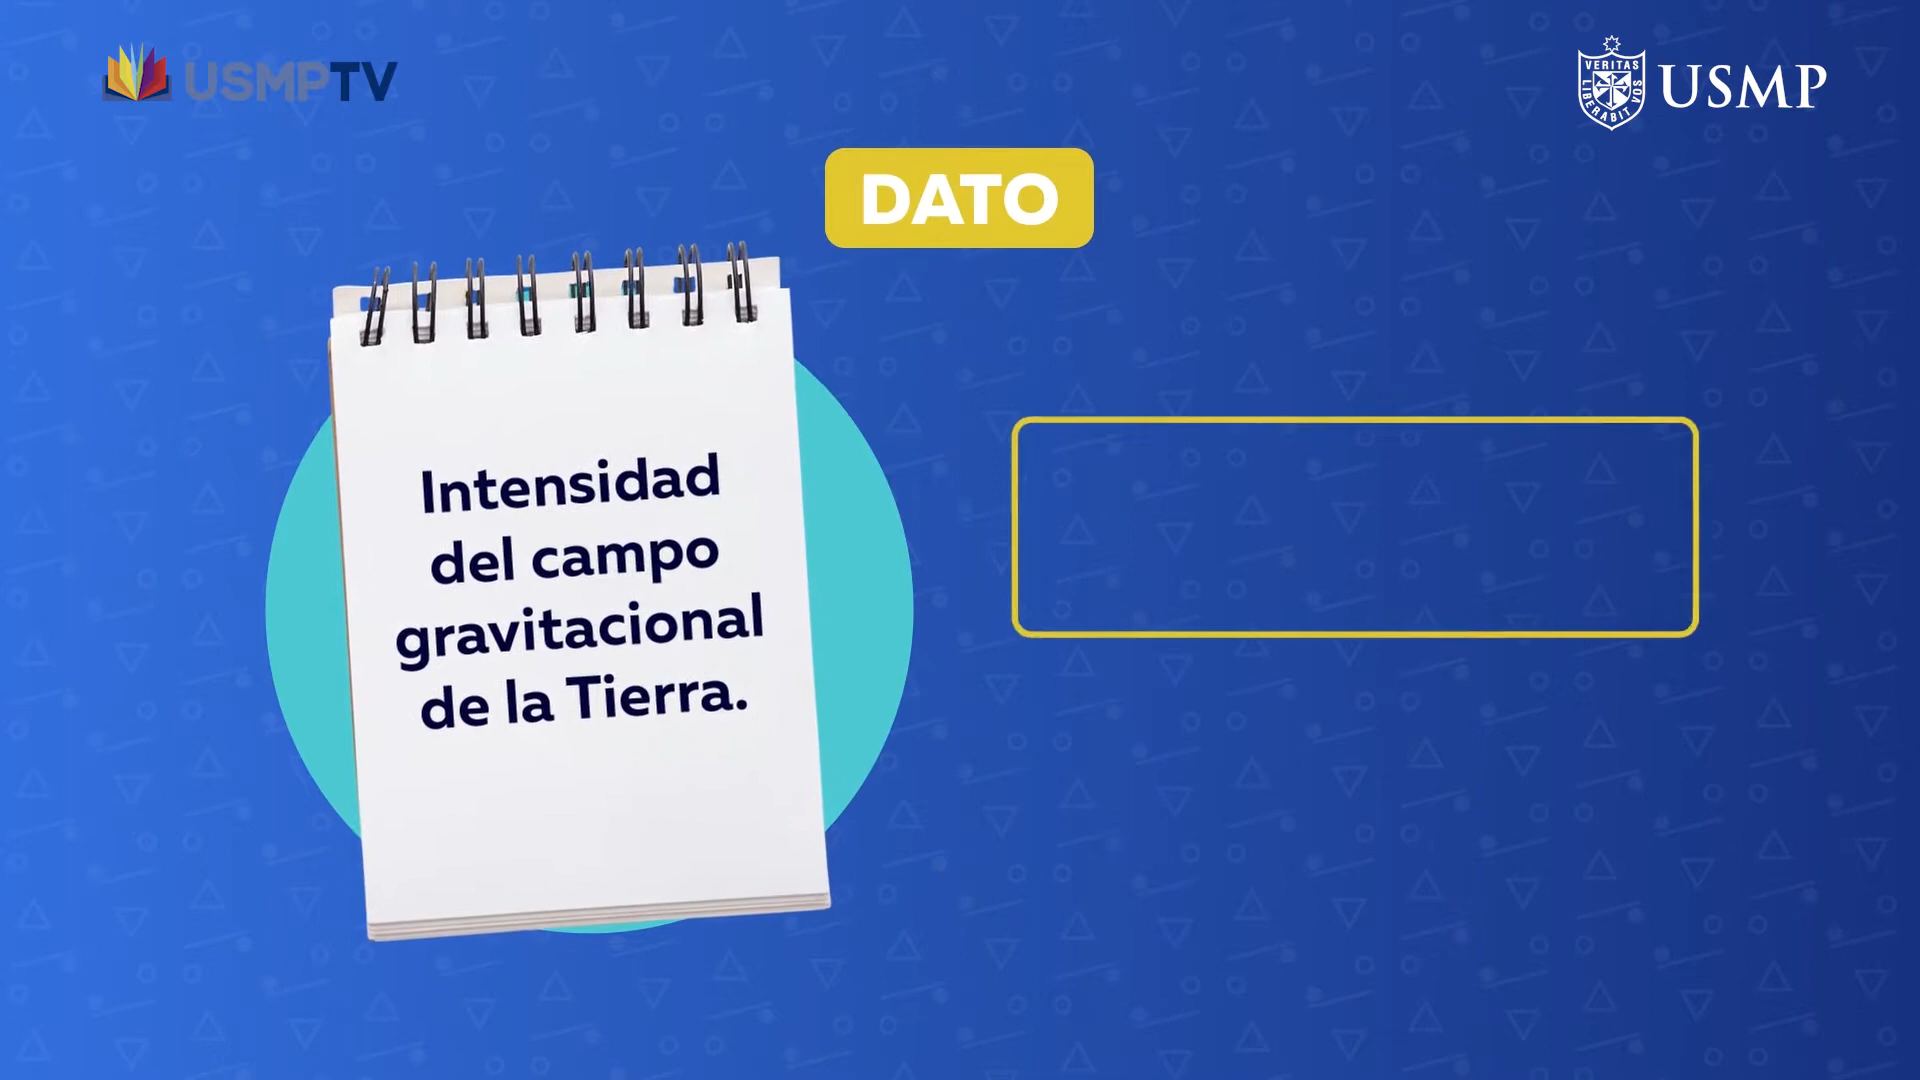 USMPTV
VERITAS
LIBERABIT VOS
USMP
DATO
Intensidad
del campo
gravitacional
de la Tierra.